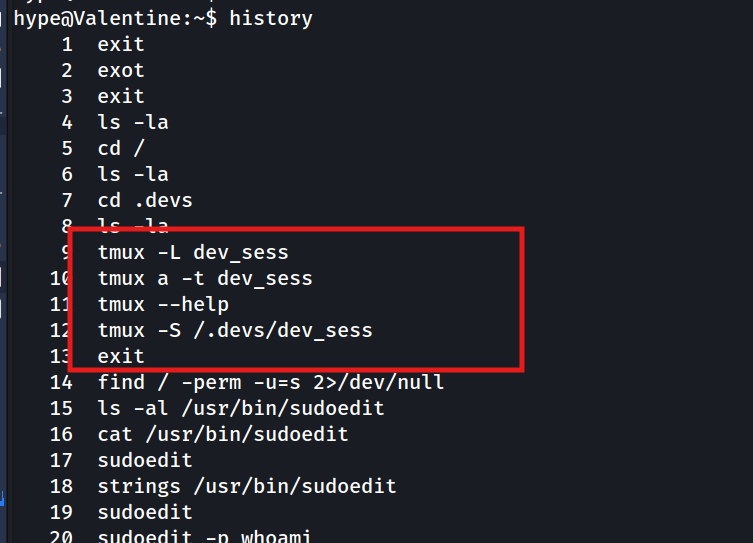 hype@Valentine:~$ history
1 exit
2 exot
3 exit
4 ls -la
5 cd /
6 ls -la
7 cd .devs
8 ls -la
9 tmux -L dev_sess
10 tmux a -t dev_sess
11 tmux --help
12 tmux -S /.devs/dev_sess
13 exit
14 find / -perm -u=s 2>/dev/null
15 ls -al /usr/bin/sudoedit
16 cat /usr/bin/sudoedit
17 sudoedit
18 strings /usr/bin/sudoedit
19 sudoedit
20 sudoedit -p whoami